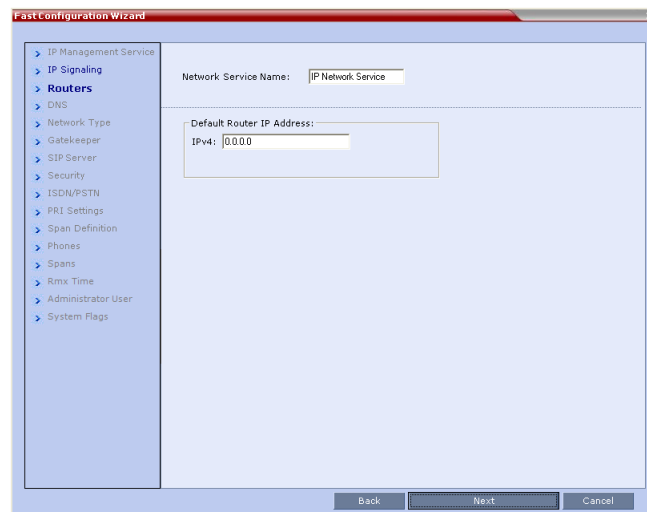 Fast Configuration Wizard
IP Management Service
IP Signaling
Routers
DNS
Network Type
Gatekeeper
SIP Server
Security
ISDN/PSTN
PRI Settings
Span Definition
Phones
Spans
Rmx Time
Administrator User
System Flags
Network Service Name: IP Network Service
Default Router IP Address:
IPv4: 0.0.0.0
Back Next Cancel